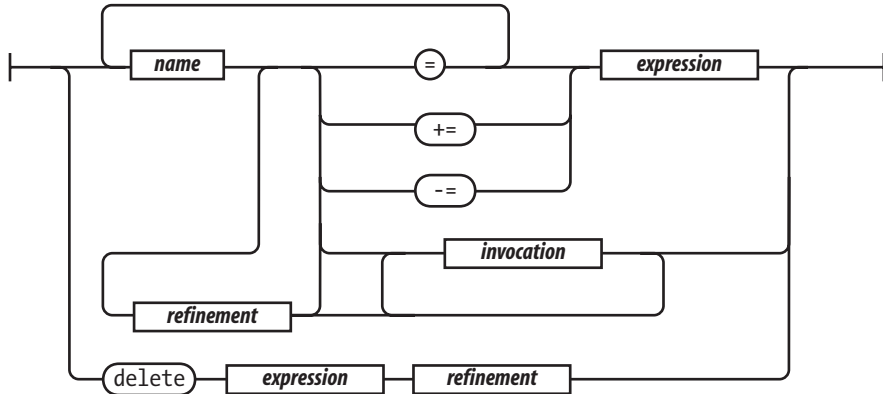 name = expression
+=
-=
invocation
refinement
delete expression refinement